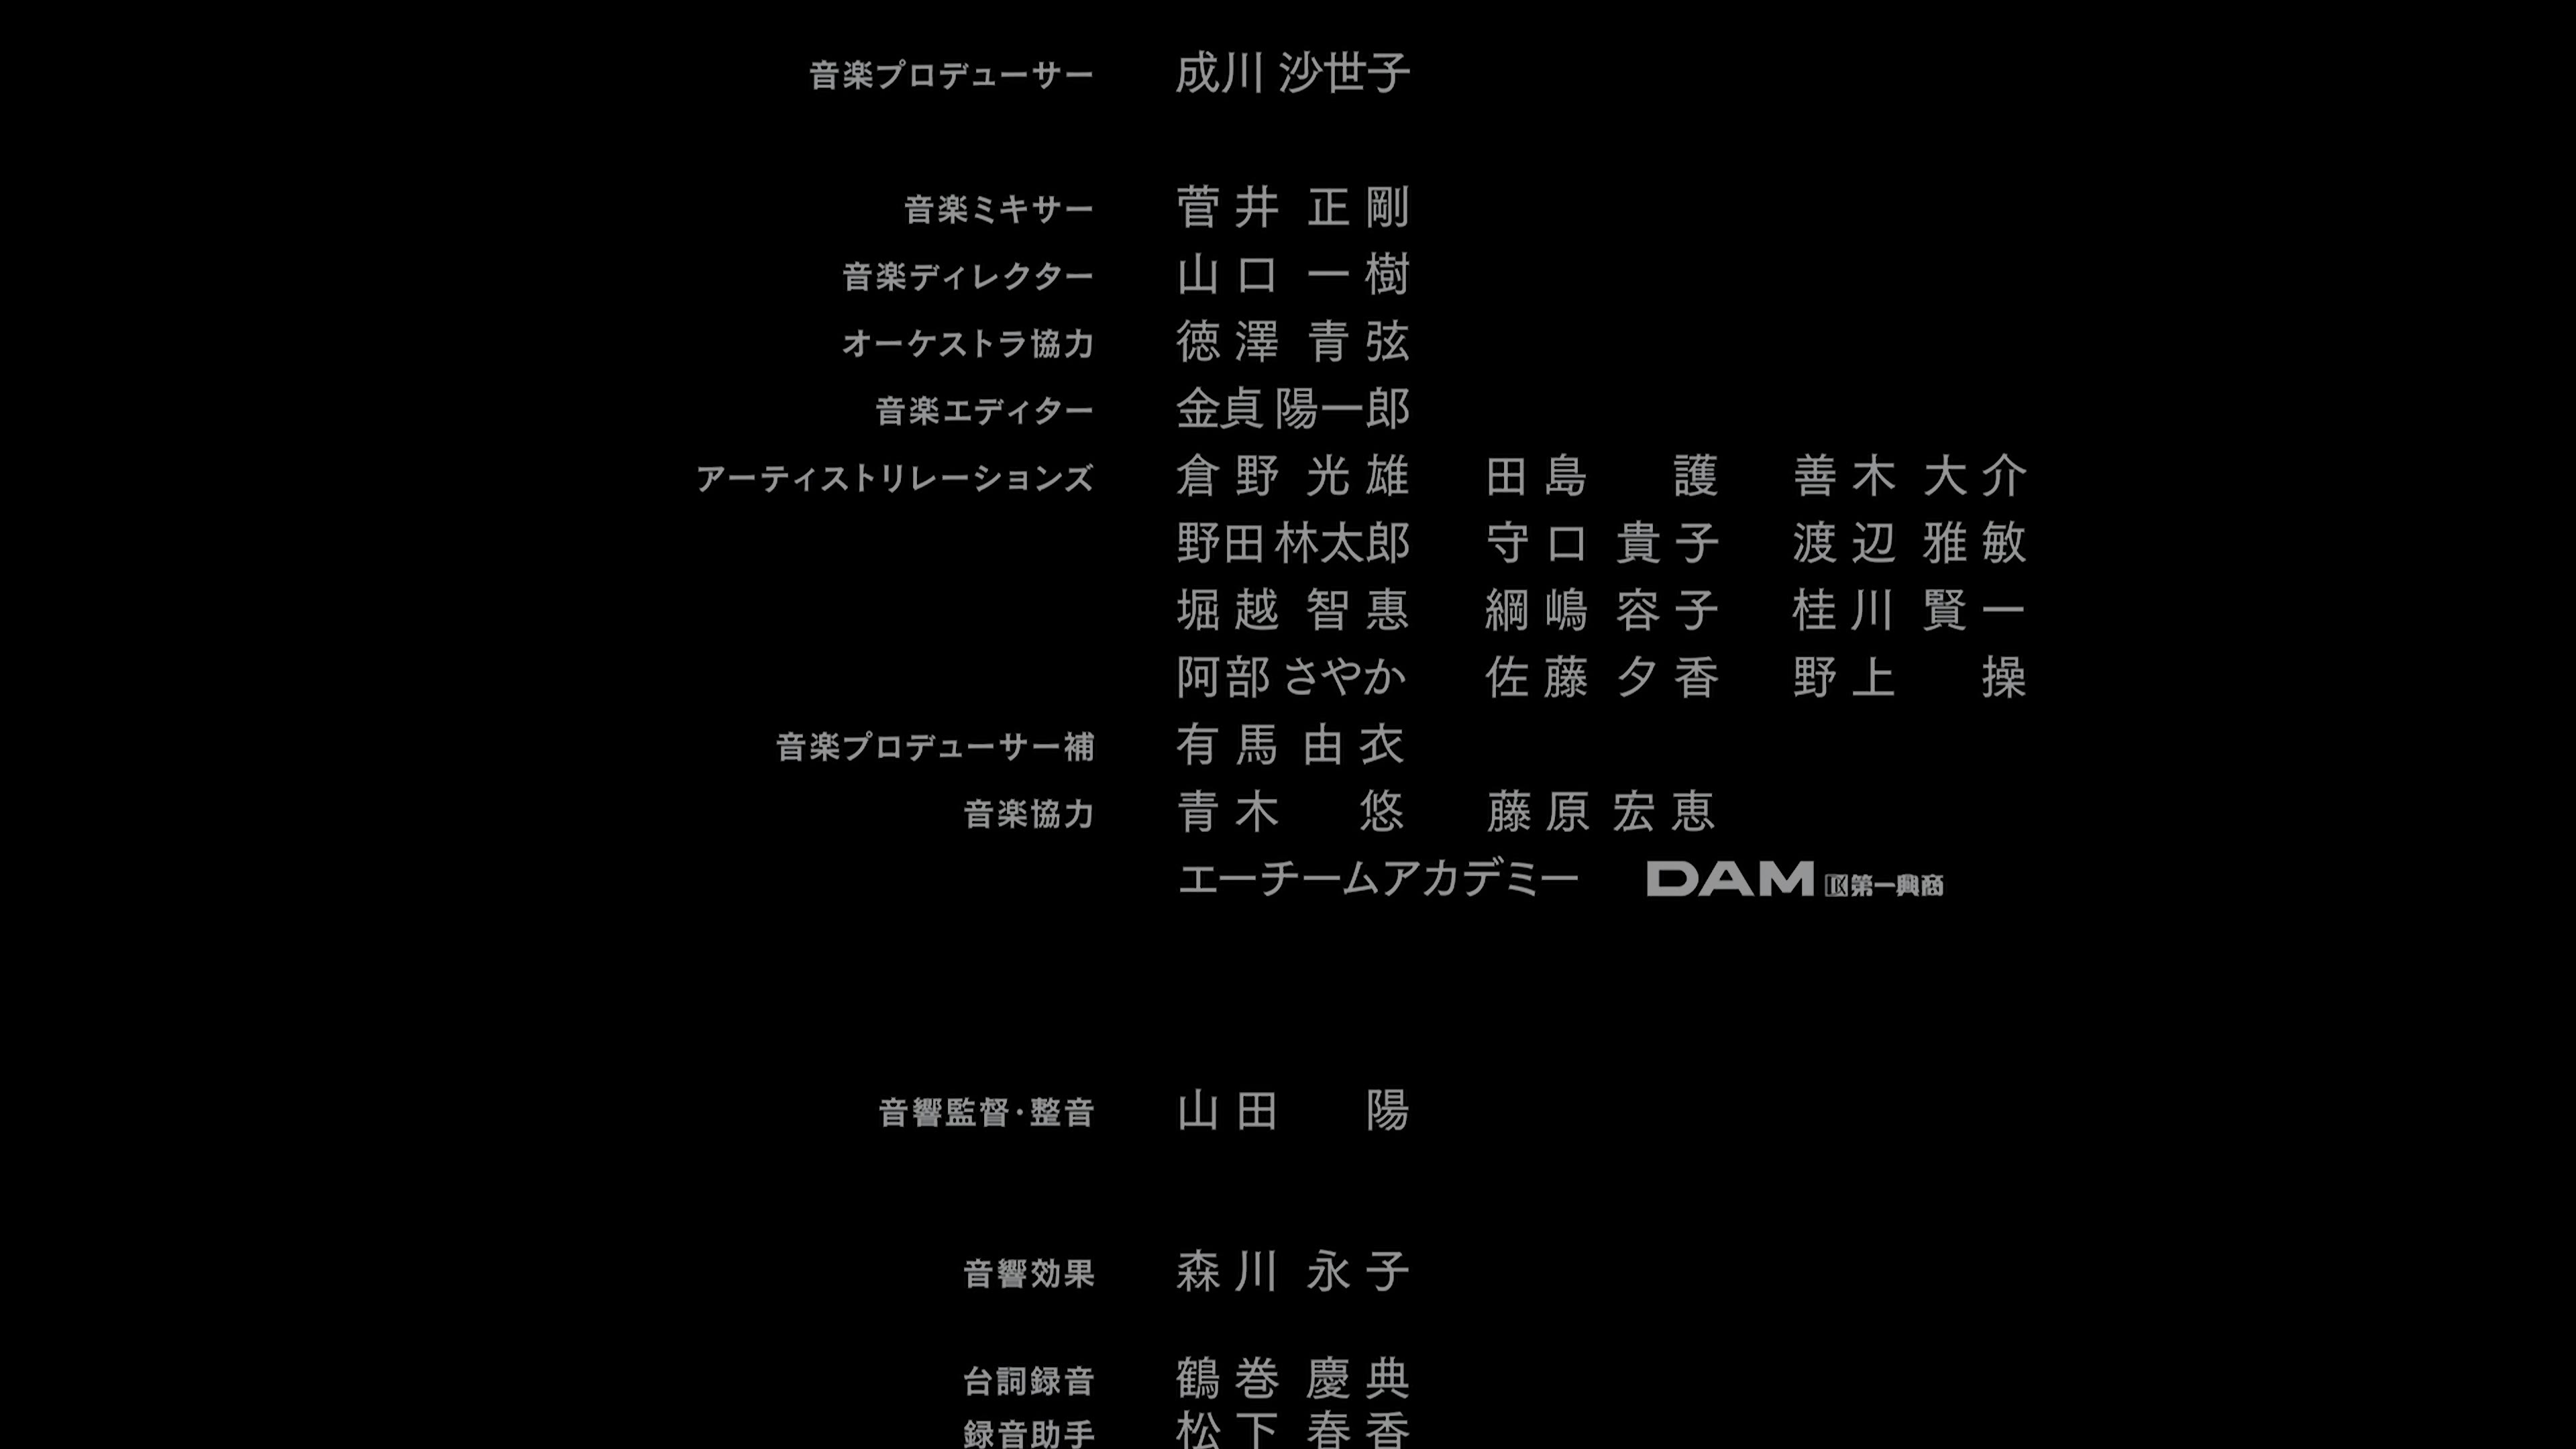 音楽プロデューサー 成川 沙世子
音楽ミキサー 菅井 正剛
音楽ディレクター 山口 一樹
オーケストラ協力 徳澤 青弦
音楽エディター 金貞 陽一郎
アーティストリレーションズ 倉野 光雄 田島 護 善木 大介
野田 林太郎 守口 貴子 渡辺 雅敏
堀越 智惠 綱嶋 容子 桂川 賢一
阿部 さやか 佐藤 夕香 野上 操
音楽プロデューサー補 有馬 由衣
音楽協力 青木 悠 藤原 宏恵
エーチームアカデミー DAM DK第一興商
音響監督・整音 山田 陽
音響効果 森川 永子
台詞録音 鶴巻 慶典
録音助手 松下 春香